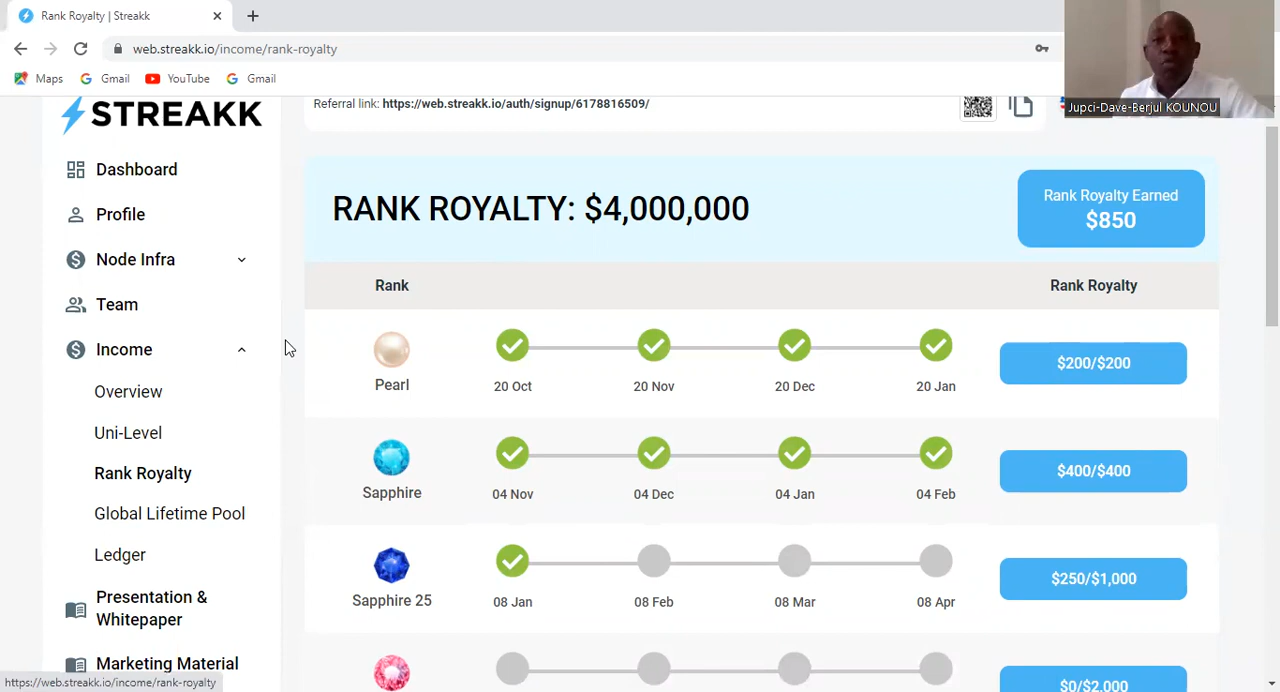 Rank Royalty | Streakk
web.streakk.io/income/rank-royalty
Maps Gmail YouTube Gmail
Jupci-Dave-Berjul KOUNOU
STREAKK
Referral link: https://web.streakk.io/auth/signup/6178816509/
Dashboard
Profile
Node Infra
Team
Income
Overview
Uni-Level
Rank Royalty
Global Lifetime Pool
Ledger
Presentation &
Whitepaper
Marketing Material
RANK ROYALTY: $4,000,000
Rank Royalty Earned
$850
Rank Rank Royalty
Pearl 20 Oct 20 Nov 20 Dec 20 Jan $200/$200
Sapphire 04 Nov 04 Dec 04 Jan 04 Feb $400/$400
Sapphire 25 08 Jan 08 Feb 08 Mar 08 Apr $250/$1,000
$0/$2,000
https://web.streakk.io/income/rank-royalty